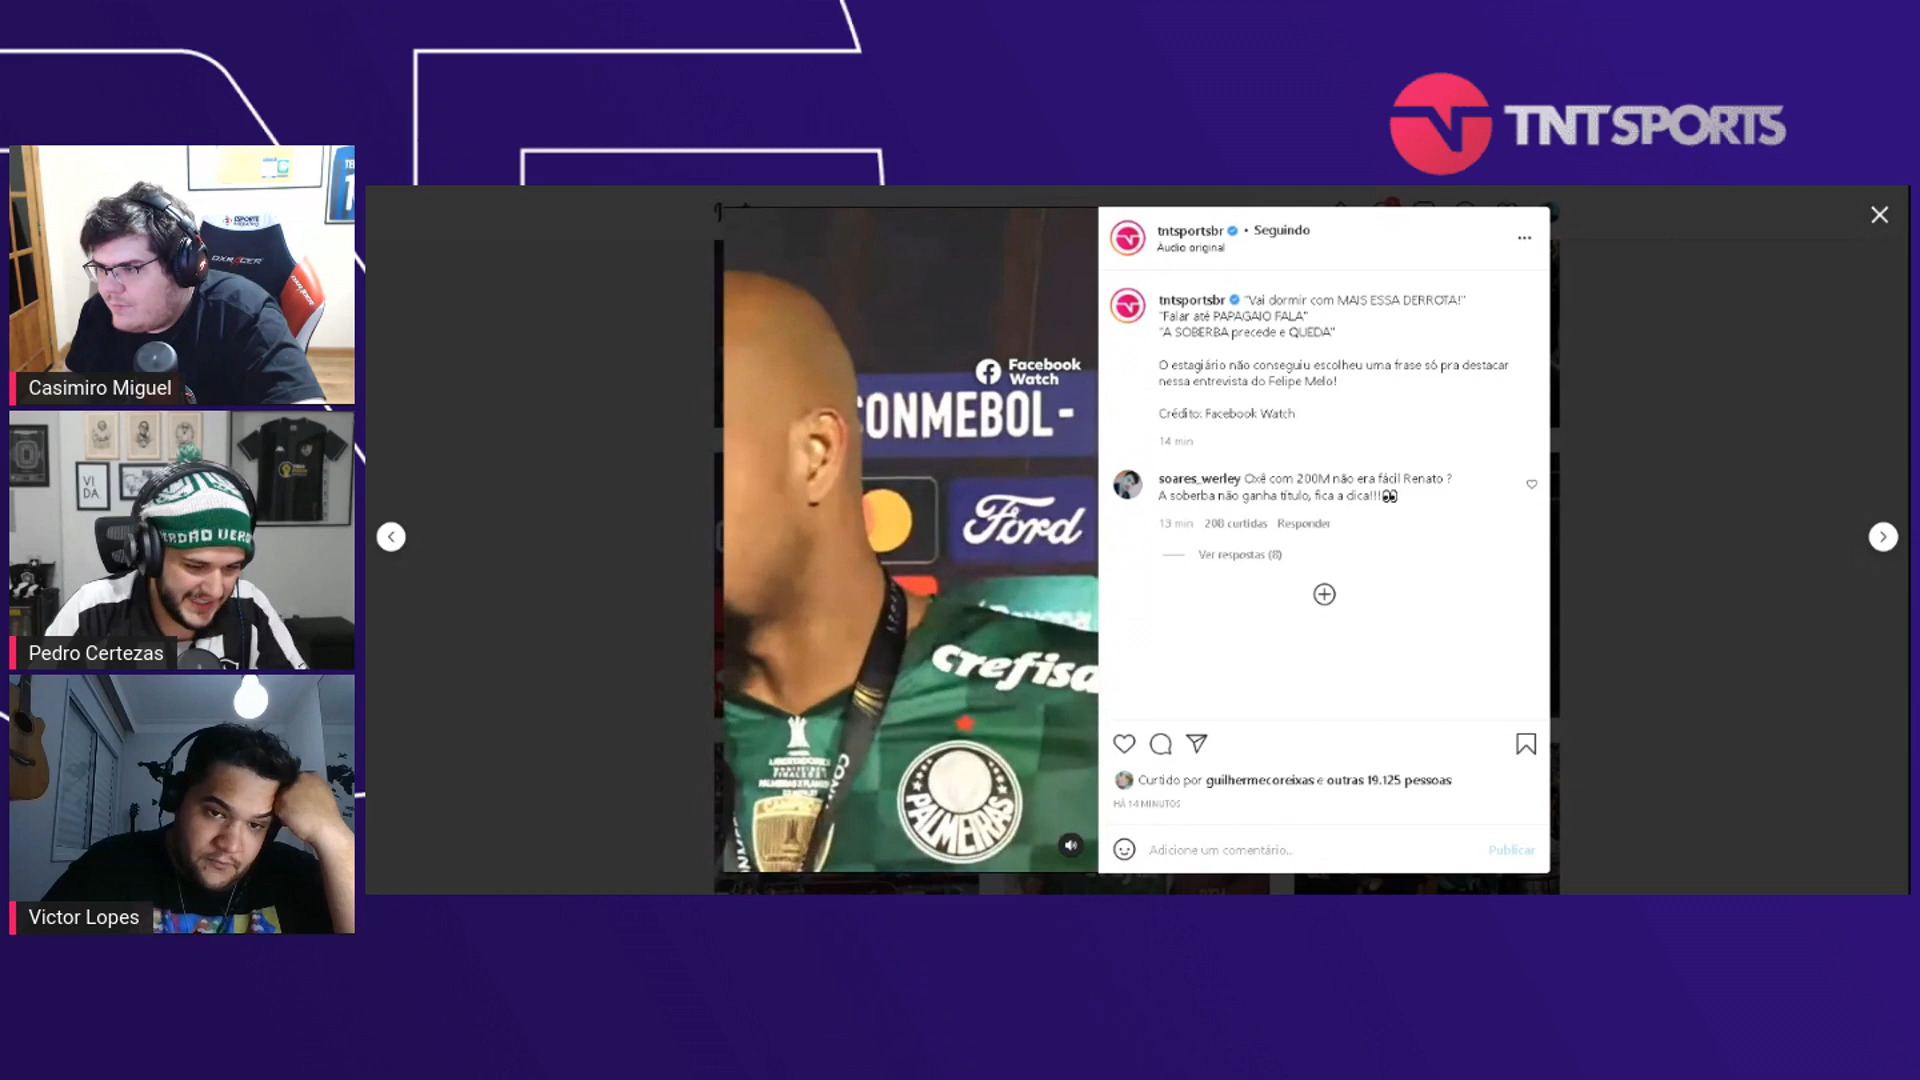 TNT SPORTS
Casimiro Miguel
DXRACER
Pedro Certezas
VI
DA.
Victor Lopes
Facebook
Watch
CONMEBOL-
Ford
crefisa
LIBERTADORES
PALMEIRAS
tntsportsbr • Seguindo
Áudio original
tntsportsbr "Vai dormir com MAIS ESSA DERROTA!"
"Falar até PAPAGAIO FALA"
"A SOBERBA precede e QUEDA"
O estagiário não conseguiu escolheu uma frase só pra destacar
nessa entrevista do Felipe Melo!
Crédito: Facebook Watch
14 min
soares_werley Oxê com 200M não era fácil Renato ?
A soberba não ganha título, fica a dica!!!👀
13 min 208 curtidas Responder
Ver respostas (8)
Curtido por guilhermecoreixas e outras 19.125 pessoas
HÁ 14 MINUTOS
Adicione um comentário...
Publicar